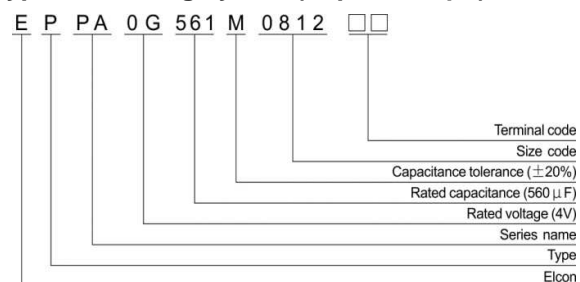 E P PA 0G 561 M 0812 □□
Terminal code
Size code
Capacitance tolerance (±20%)
Rated capacitance (560 μF)
Rated voltage (4V)
Series name
Type
Elcon